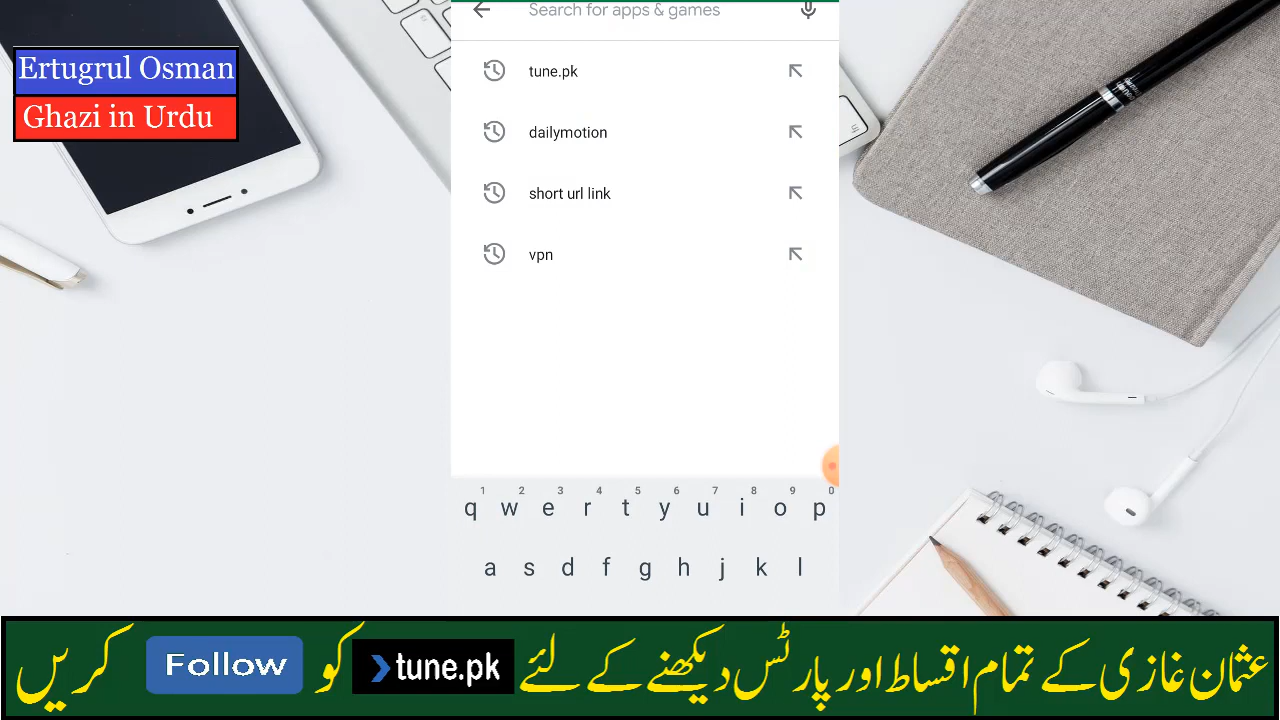 Search for apps & games
Ertugrul Osman
Ghazi in Urdu
tune.pk
dailymotion
short url link
vpn
1 2 3 4 5 6 7 8 9 0
q w e r t y u i o p
a s d f g h j k l
عثمان غازی کے تمام اقساط اور پارٹس دیکھنے کے لئے tune.pk کو Follow کریں